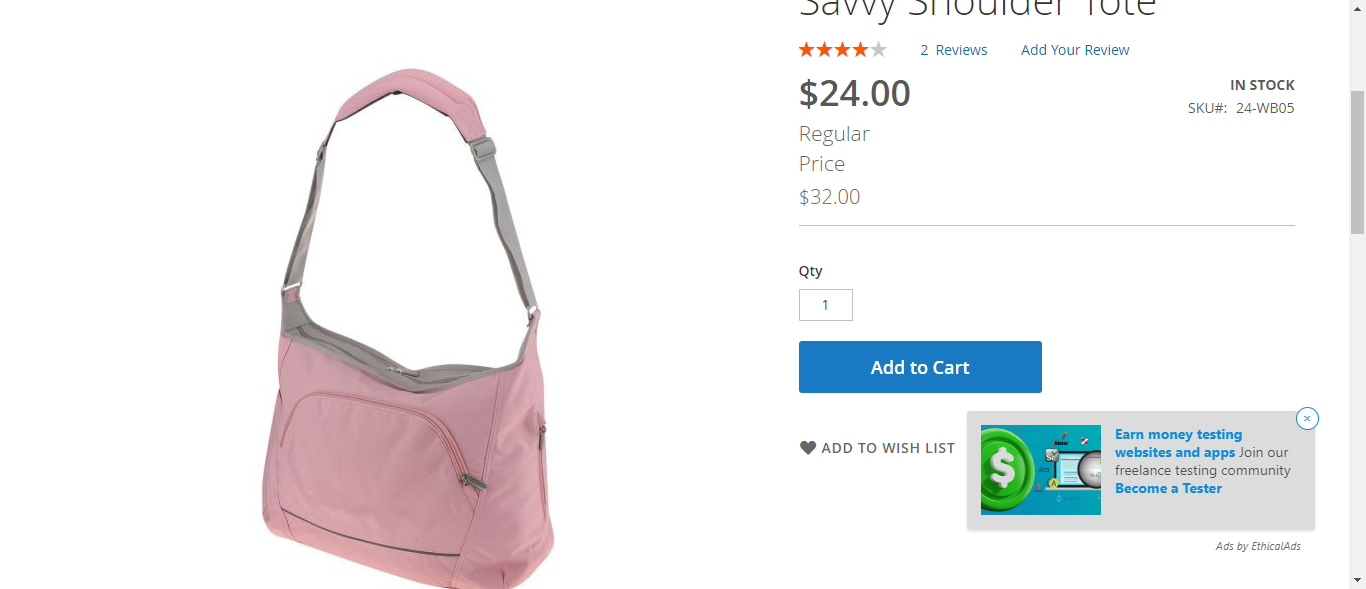 Savvy Shoulder Tote
2 Reviews Add Your Review
$24.00
IN STOCK
SKU#: 24-WB05
Regular
Price
$32.00
Qty
1
Add to Cart
ADD TO WISH LIST
Earn money testing
websites and apps Join our
freelance testing community
Become a Tester
Ads by EthicalAds
$
Meter
Jira